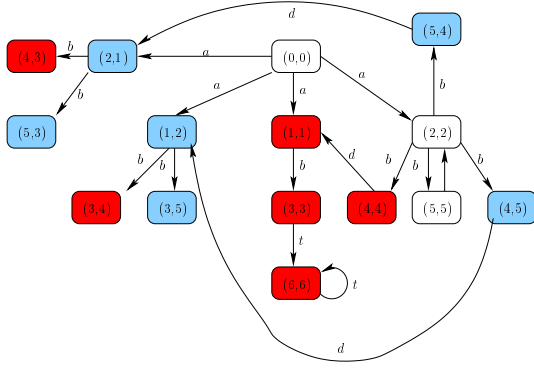 d
(5,4)
(4,3) b (2,1) a (0,0)
a a a
b b
(5,3) (1,2) (1,1) (2,2)
b b b d b b b
(3,4) (3,5) (3,3) (4,4) (5,5) (4,5)
t
(6,6) t
d